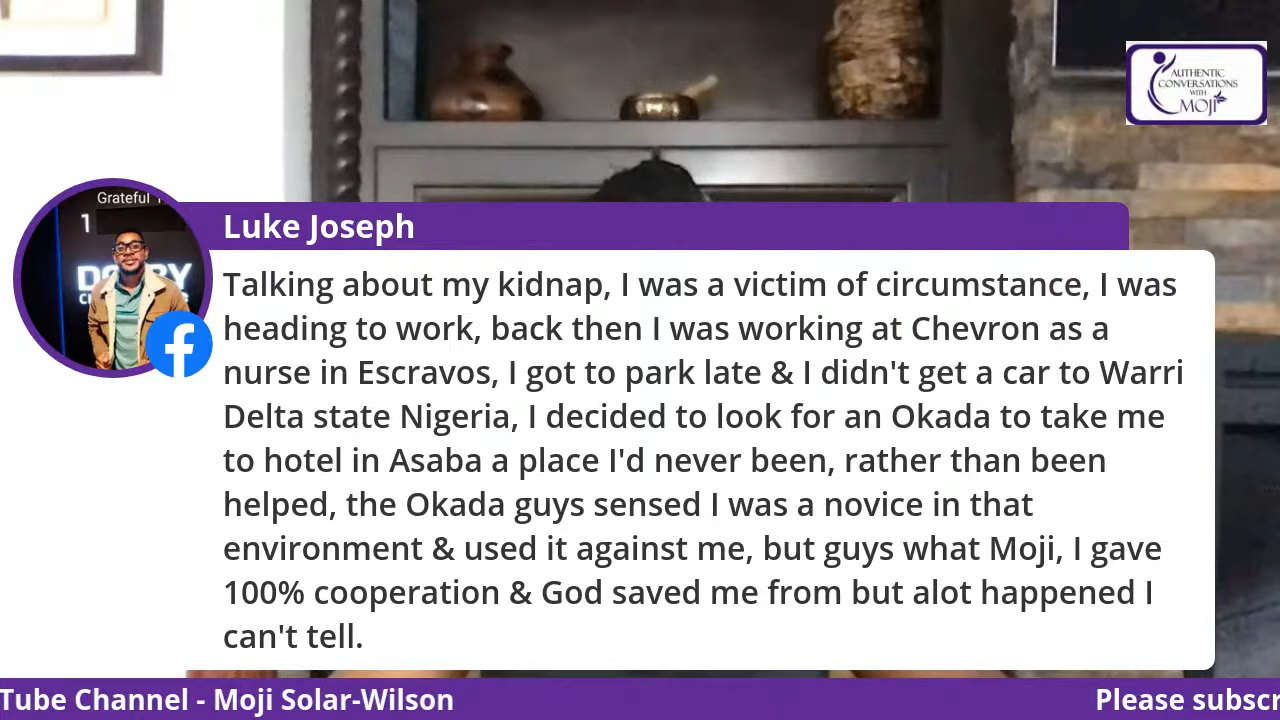 AUTHENTIC
CONVERSATIONS
WITH
MOJI
Grateful
1
Luke Joseph
Talking about my kidnap, I was a victim of circumstance, I was
heading to work, back then I was working at Chevron as a
nurse in Escravos, I got to park late & I didn't get a car to Warri
Delta state Nigeria, I decided to look for an Okada to take me
to hotel in Asaba a place I'd never been, rather than been
helped, the Okada guys sensed I was a novice in that
environment & used it against me, but guys what Moji, I gave
100% cooperation & God saved me from but alot happened I
can't tell.
Tube Channel - Moji Solar-Wilson
Please subscr